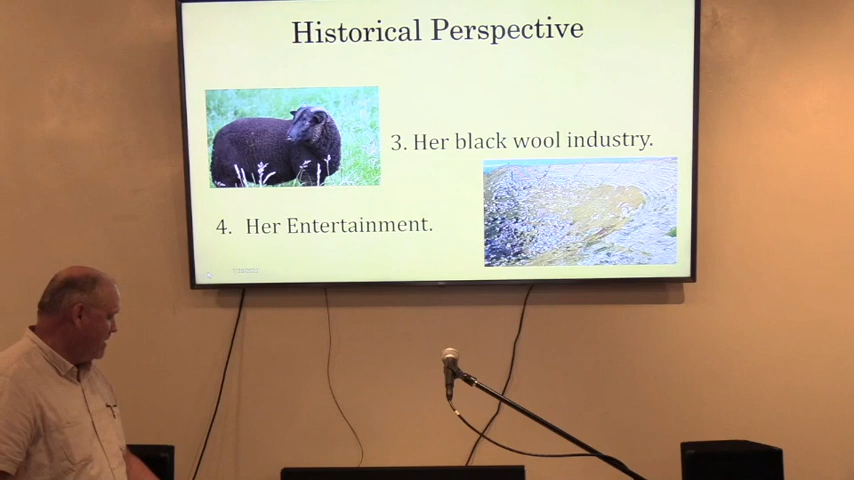 Historical Perspective
3. Her black wool industry.
4. Her Entertainment.